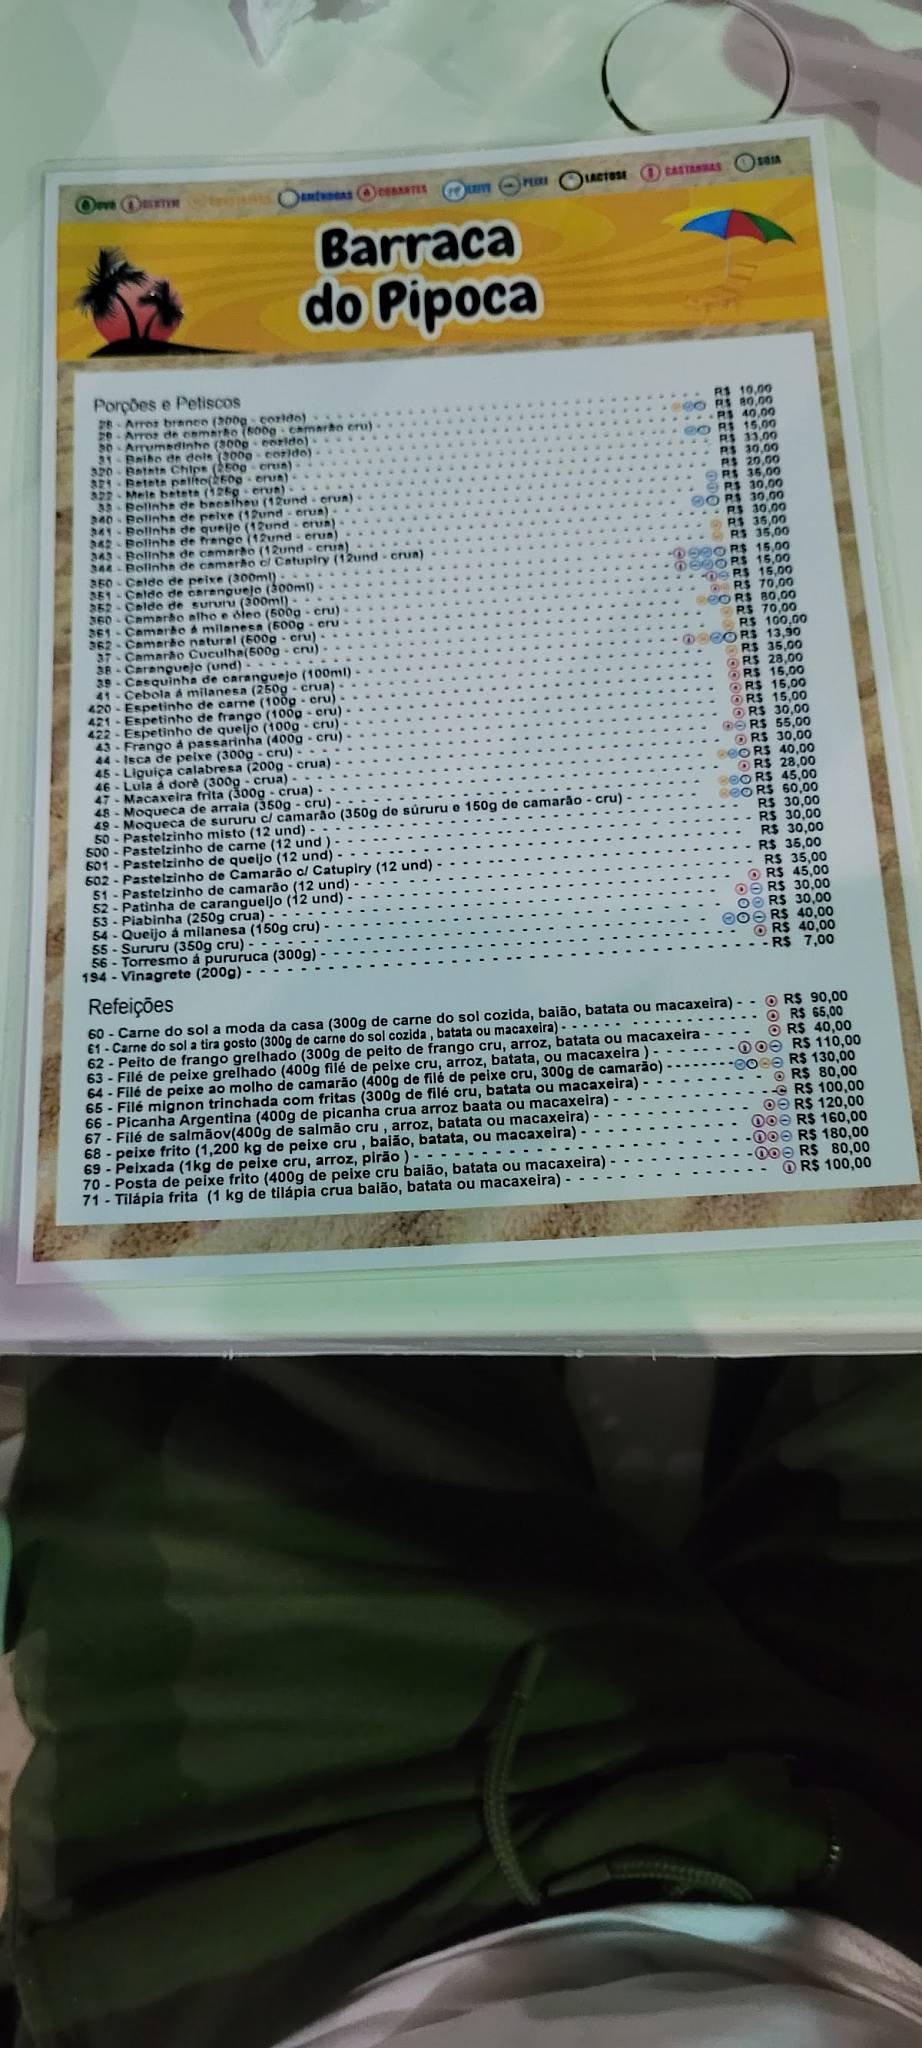 OVO GLÚTEN CRUSTÁCEOS AMÊNDOAS CORANTES LEITE PEIXE LACTOSE CASTANHAS SOJA
Barraca
do Pipoca
Porções e Petiscos
28 - Arroz branco (300g - cozido) R$ 10,00
29 - Arroz de camarão (500g - camarão cru) R$ 80,00
30 - Arrumadinho (300g - cozido) R$ 40,00
31 - Baião de dois (300g - cozido) R$ 15,00
320 - Batata Chips (250g - crua) R$ 33,00
321 - Batata palito(250g - crua) R$ 30,00
322 - Meia batata (125g - crua) R$ 20,00
33 - Bolinha de bacalhau (12und - crua) R$ 35,00
340 - Bolinha de peixe (12und - crua) R$ 30,00
341 - Bolinha de queijo (12und - crua) R$ 30,00
342 - Bolinha de frango (12und - crua) R$ 30,00
343 - Bolinha de camarão (12und - crua) R$ 35,00
344 - Bolinha de camarão c/ Catupiry (12und - crua) R$ 35,00
350 - Caldo de peixe (300ml) R$ 15,00
351 - Caldo de caranguejo (300ml) R$ 15,00
352 - Caldo de sururu (300ml) R$ 15,00
360 - Camarão alho e óleo (500g - cru) R$ 70,00
361 - Camarão á milanesa (500g - cru R$ 80,00
362 - Camarão natural (500g - cru) R$ 70,00
37 - Camarão Cuculha(500g - cru) R$ 100,00
38 - Caranguejo (und) R$ 13,90
39 - Casquinha de caranguejo (100ml) R$ 35,00
41 - Cebola á milanesa (250g - crua) R$ 28,00
420 - Espetinho de carne (100g - cru) R$ 15,00
421 - Espetinho de frango (100g - cru) R$ 15,00
422 - Espetinho de queijo (100g - cru) R$ 15,00
43 - Frango á passarinha (400g - cru) R$ 30,00
44 - Isca de peixe (300g - cru) R$ 55,00
45 - Liguiça calabresa (200g - crua) R$ 30,00
46 - Lula á dorê (300g - crua) R$ 40,00
47 - Macaxeira frita (300g - crua) R$ 28,00
48 - Moqueca de arraia (350g - cru) R$ 45,00
49 - Moqueca de sururu c/ camarão (350g de súruru e 150g de camarão - cru) R$ 60,00
50 - Pastelzinho misto (12 und) R$ 30,00
500 - Pastelzinho de carne (12 und ) R$ 30,00
501 - Pastelzinho de queijo (12 und) R$ 30,00
502 - Pastelzinho de Camarão c/ Catupiry (12 und) R$ 35,00
51 - Pastelzinho de camarão (12 und) R$ 35,00
52 - Patinha de carangueijo (12 und) R$ 45,00
53 - Piabinha (250g crua) R$ 30,00
54 - Queijo á milanesa (150g cru) R$ 30,00
55 - Sururu (350g cru) R$ 40,00
56 - Torresmo á pururuca (300g) R$ 40,00
194 - Vinagrete (200g) R$ 7,00
Refeições
60 - Carne do sol a moda da casa (300g de carne do sol cozida, baião, batata ou macaxeira) R$ 90,00
61 - Carne do sol a tira gosto (300g de carne do sol cozida , batata ou macaxeira) R$ 65,00
62 - Peito de frango grelhado (300g de peito de frango cru, arroz, batata ou macaxeira R$ 40,00
63 - Filé de peixe grelhado (400g filé de peixe cru, arroz, batata, ou macaxeira ) R$ 110,00
64 - Filé de peixe ao molho de camarão (400g de filé de peixe cru, 300g de camarão) R$ 130,00
65 - Filé mignon trinchada com fritas (300g de filé cru, batata ou macaxeira) R$ 80,00
66 - Picanha Argentina (400g de picanha crua arroz baata ou macaxeira) R$ 100,00
67 - Filé de salmãov(400g de salmão cru , arroz, batata ou macaxeira) R$ 120,00
68 - peixe frito (1,200 kg de peixe cru , baião, batata, ou macaxeira) R$ 160,00
69 - Peixada (1kg de peixe cru, arroz, pirão ) R$ 180,00
70 - Posta de peixe frito (400g de peixe cru baião, batata ou macaxeira) R$ 80,00
71 - Tilápia frita (1 kg de tilápia crua baião, batata ou macaxeira) R$ 100,00